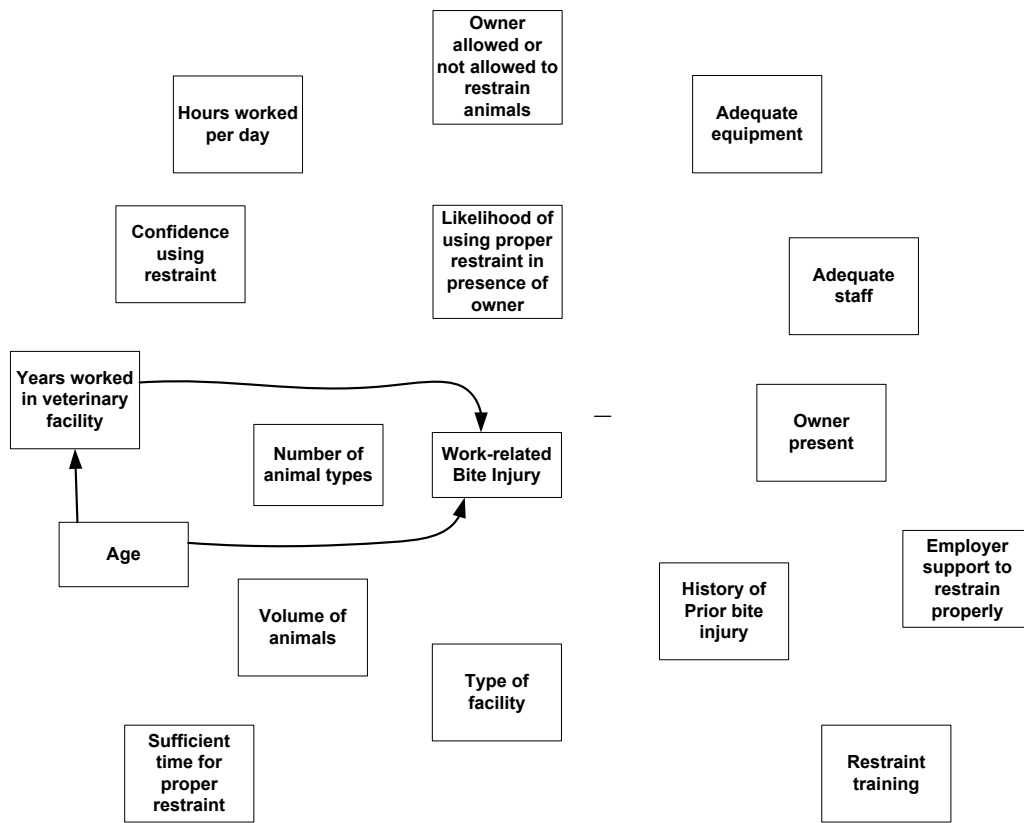 Owner
allowed or
not allowed to
restrain
animals
Hours worked
per day
Adequate
equipment
Confidence
using
restraint
Likelihood of
using proper
restraint in
presence of
owner
Adequate
staff
Years worked
in veterinary
facility
Number of
animal types
Work-related
Bite Injury
Owner
present
Age
Employer
support to
restrain
properly
Volume of
animals
History of
Prior bite
injury
Type of
facility
Sufficient
time for
proper
restraint
Restraint
training